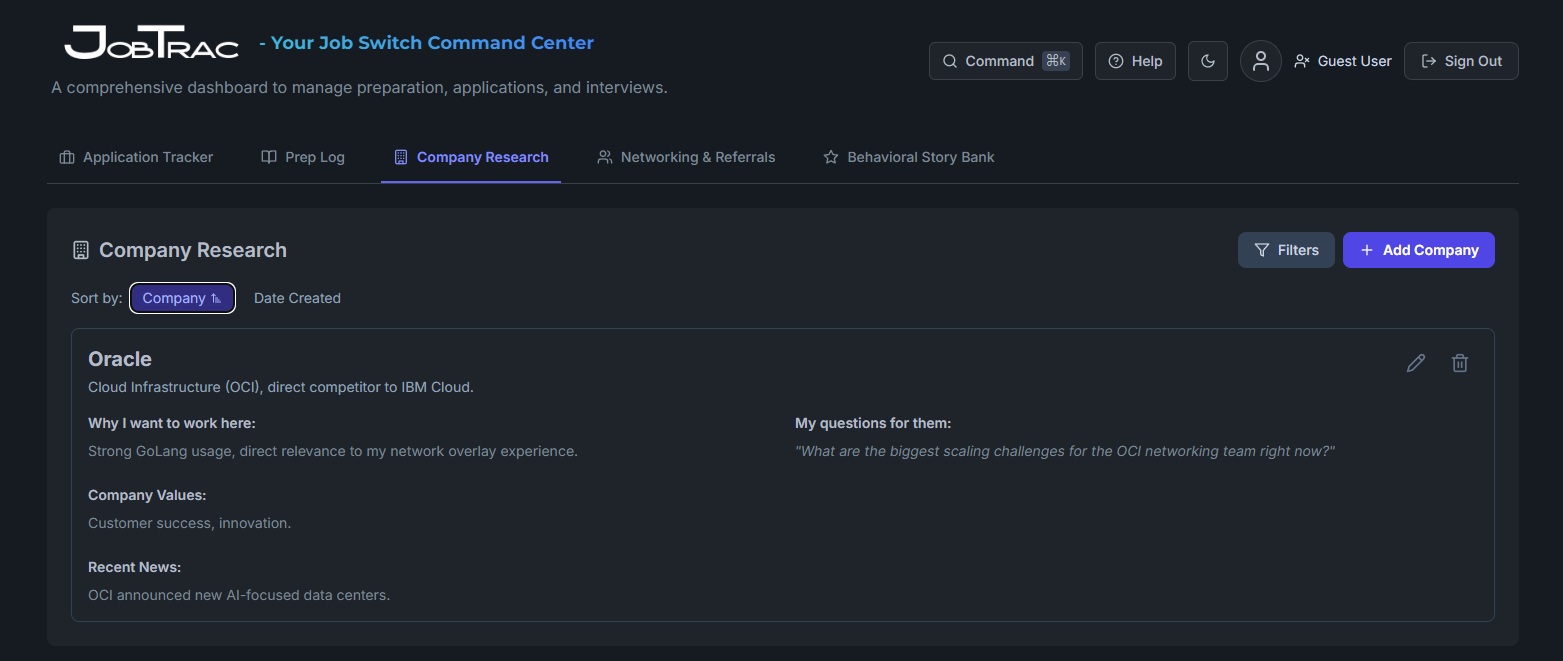 JobTrac - Your Job Switch Command Center
A comprehensive dashboard to manage preparation, applications, and interviews.
Command ⌘K Help Guest User Sign Out
Application Tracker Prep Log Company Research Networking & Referrals Behavioral Story Bank
Company Research Filters + Add Company
Sort by: Company Date Created
Oracle
Cloud Infrastructure (OCI), direct competitor to IBM Cloud.
Why I want to work here:
Strong GoLang usage, direct relevance to my network overlay experience.
My questions for them:
"What are the biggest scaling challenges for the OCI networking team right now?"
Company Values:
Customer success, innovation.
Recent News:
OCI announced new AI-focused data centers.